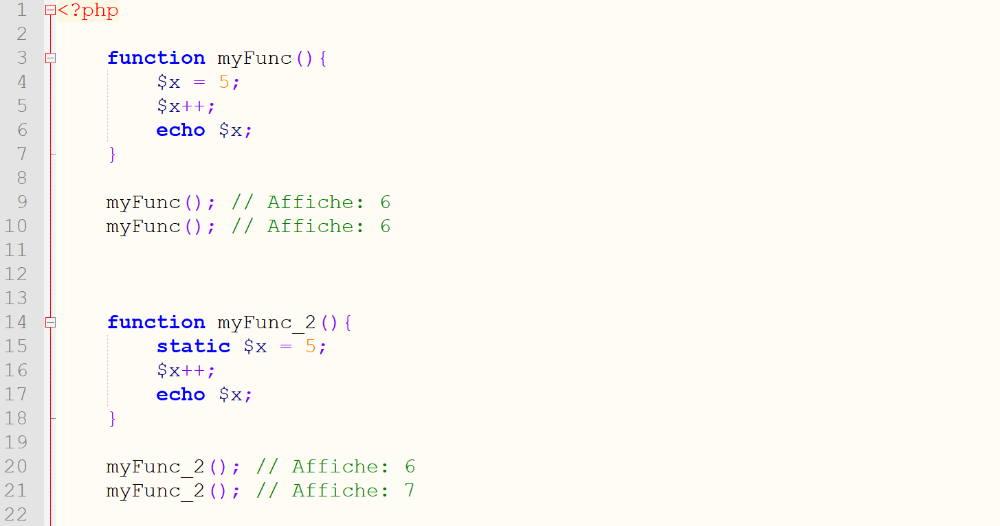 1 <?php
2
3 function myFunc(){
4 $x = 5;
5 $x++;
6 echo $x;
7 }
8
9 myFunc(); // Affiche: 6
10 myFunc(); // Affiche: 6
11
12
13
14 function myFunc_2(){
15 static $x = 5;
16 $x++;
17 echo $x;
18 }
19
20 myFunc_2(); // Affiche: 6
21 myFunc_2(); // Affiche: 7
22